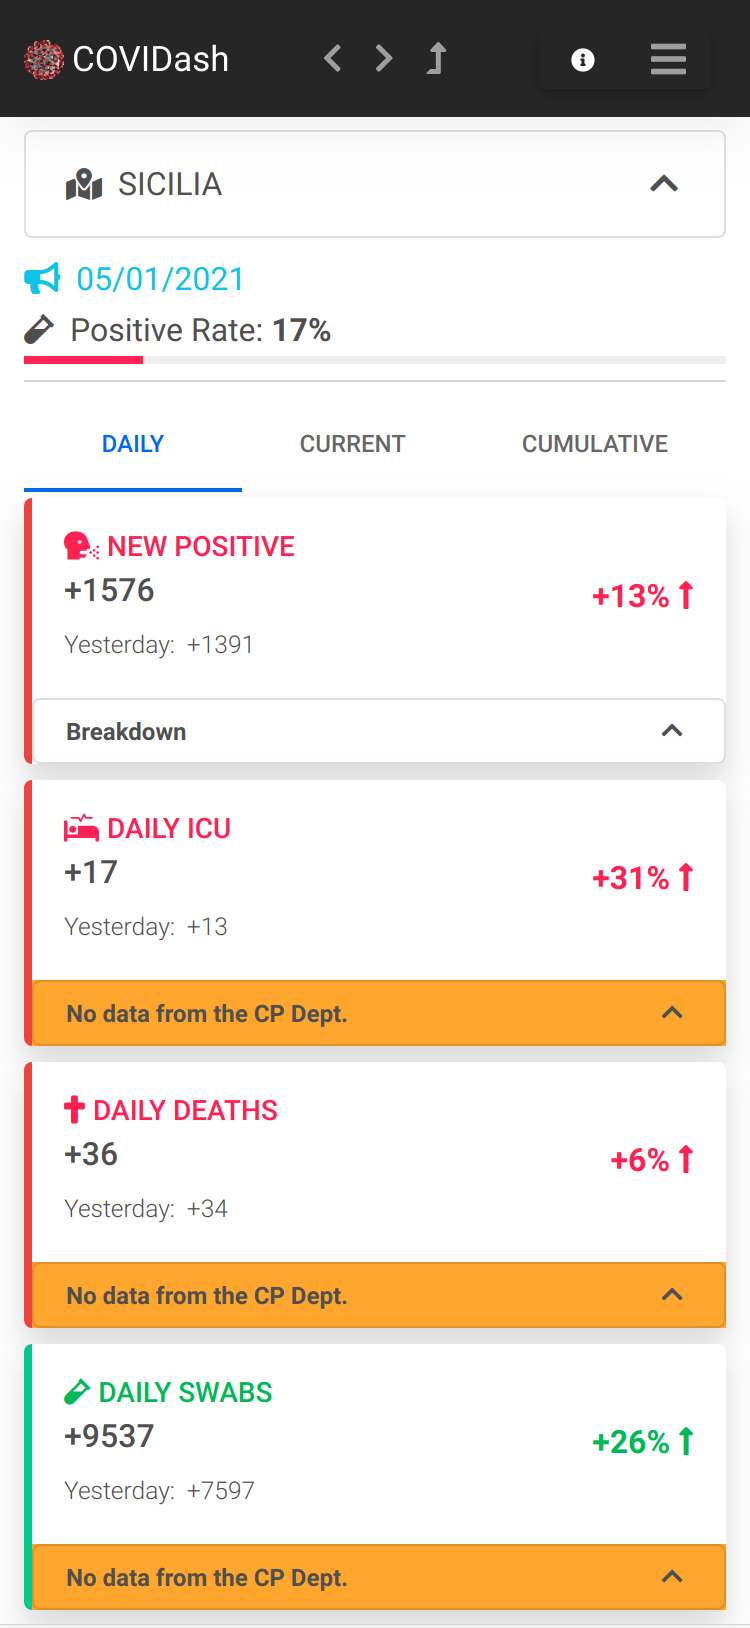 COVIDash
SICILIA
05/01/2021
Positive Rate: 17%
DAILY CURRENT CUMULATIVE
NEW POSITIVE
+1576
+13%
Yesterday: +1391
Breakdown
DAILY ICU
+17
+31%
Yesterday: +13
No data from the CP Dept.
DAILY DEATHS
+36
+6%
Yesterday: +34
No data from the CP Dept.
DAILY SWABS
+9537
+26%
Yesterday: +7597
No data from the CP Dept.